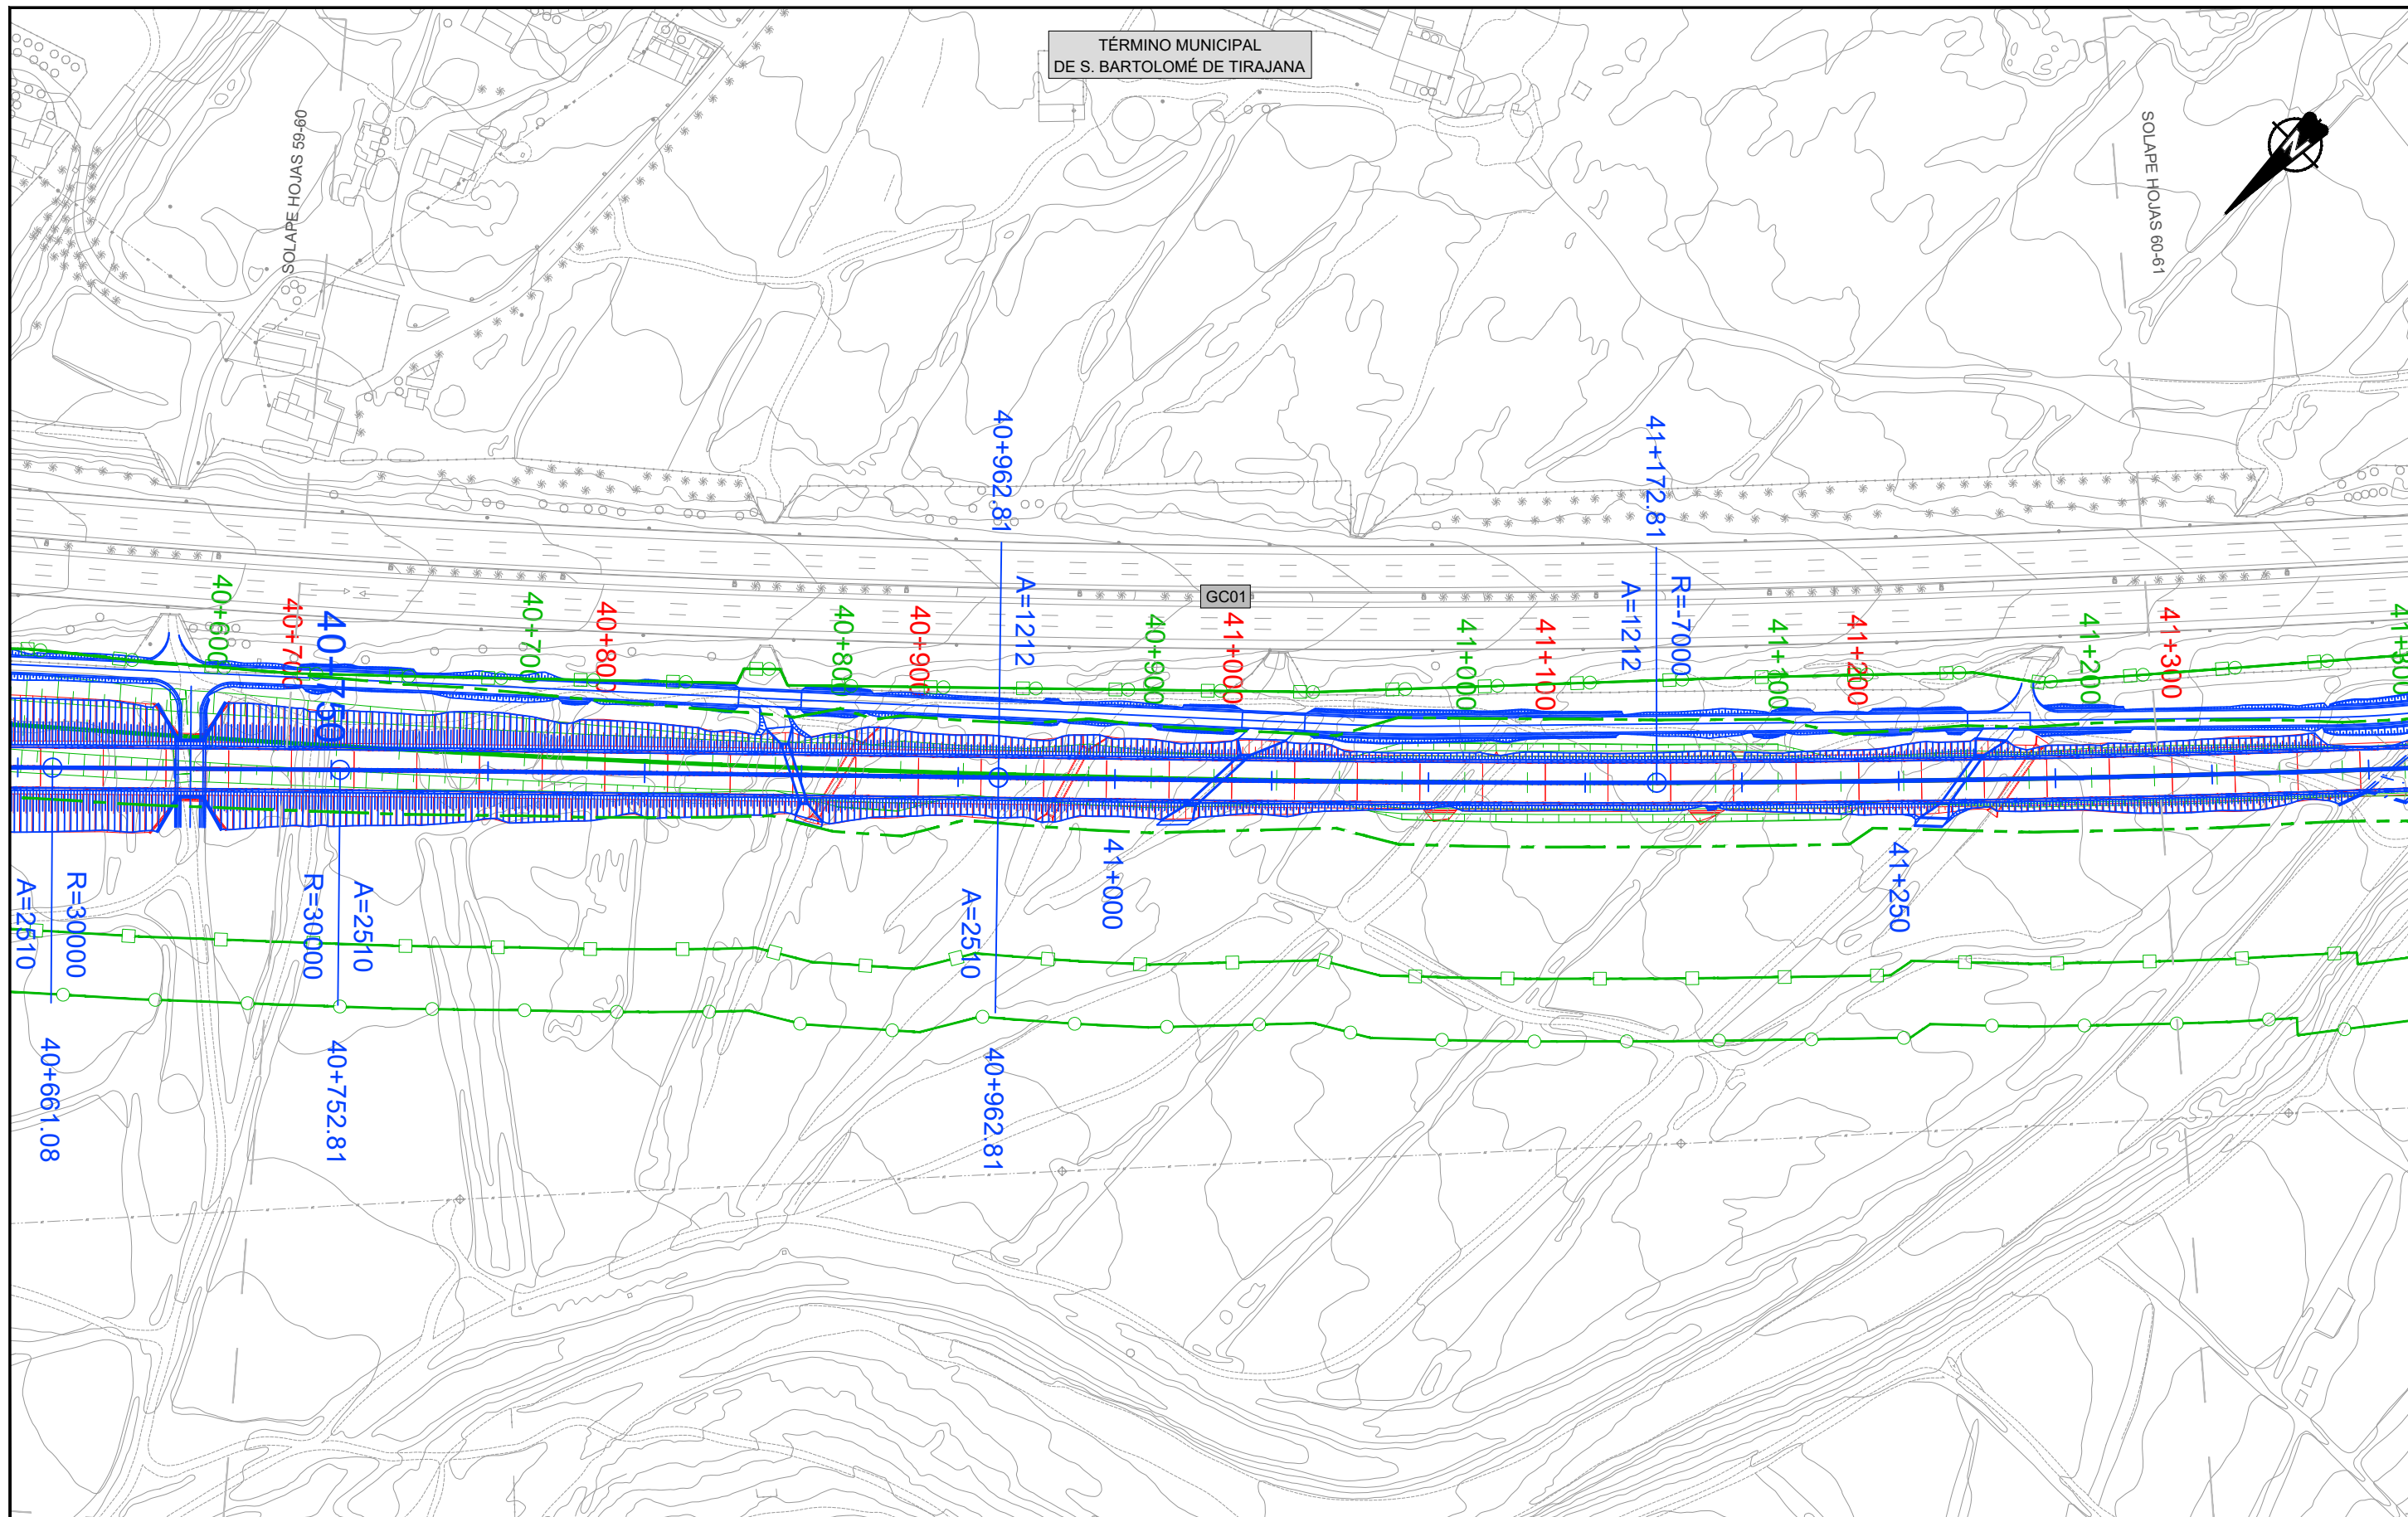 TÉRMINO MUNICIPAL
DE S. BARTOLOMÉ DE TIRAJANA
SOLAPE HOJAS 59-60
SOLAPE HOJAS 60-61
N
GC01
40+962.81
41+172.81
A=1212
A=1212
R=-7000
40+600
40+700
40+750
40+700
40+800
40+800
40+900
40+900
41+000
41+000
41+100
41+100
41+200
41+200
41+300
41+300
A=2510
R=30000
R=30000
A=2510
A=2510
41+000
41+250
40+661.08
40+752.81
40+962.81